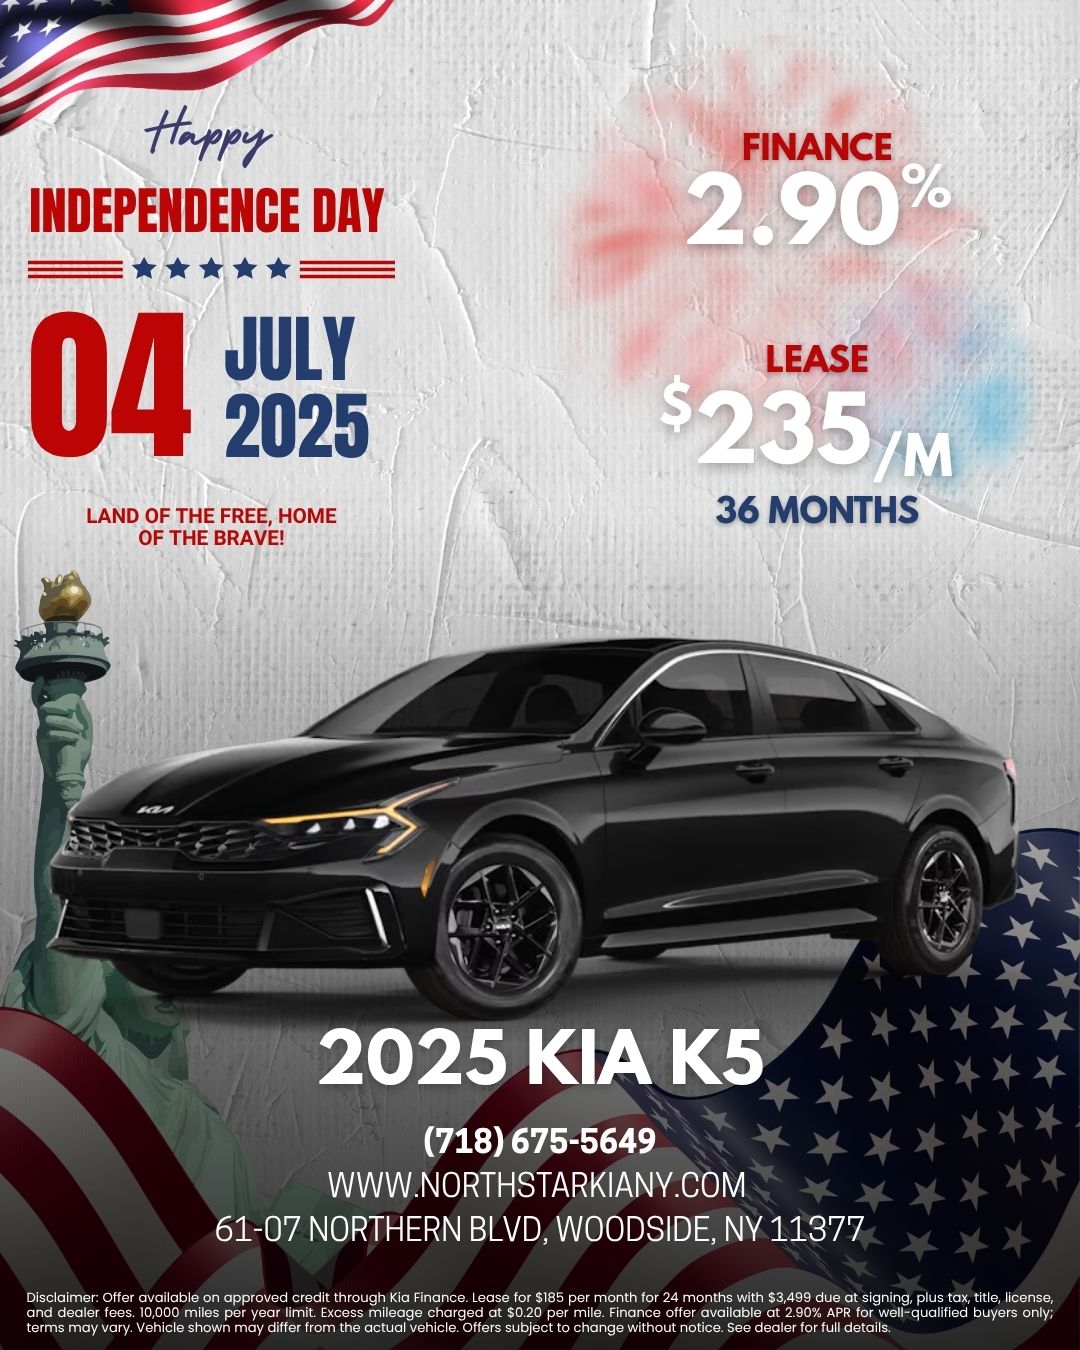 Happy
INDEPENDENCE DAY
04
JULY
2025
LAND OF THE FREE, HOME
OF THE BRAVE!
FINANCE
2.90%
LEASE
$235/M
36 MONTHS
KIA
2025 KIA K5
(718) 675-5649
WWW.NORTHSTARKIANY.COM
61-07 NORTHERN BLVD, WOODSIDE, NY 11377
Disclaimer: Offer available on approved credit through Kia Finance. Lease for $185 per month for 24 months with $3,499 due at signing, plus tax, title, license,
and dealer fees. 10,000 miles per year limit. Excess mileage charged at $0.20 per mile. Finance offer available at 2.90% APR for well-qualified buyers only;
terms may vary. Vehicle shown may differ from the actual vehicle. Offers subject to change without notice. See dealer for full details.